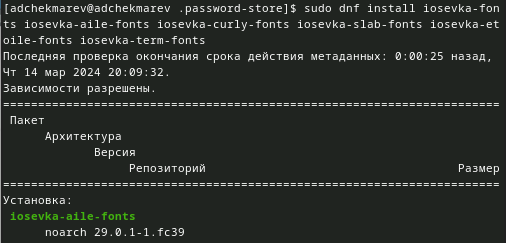 [adchekmarev@adchekmarev .password-store]$ sudo dnf install iosevka-fon
ts iosevka-aile-fonts iosevka-curly-fonts iosevka-slab-fonts iosevka-et
oile-fonts iosevka-term-fonts
Последняя проверка окончания срока действия метаданных: 0:00:25 назад,
Чт 14 мар 2024 20:09:32.
Зависимости разрешены.
=======================================================================
Пакет
Архитектура
Версия
Репозиторий Размер
=======================================================================
Установка:
iosevka-aile-fonts
noarch 29.0.1-1.fc39